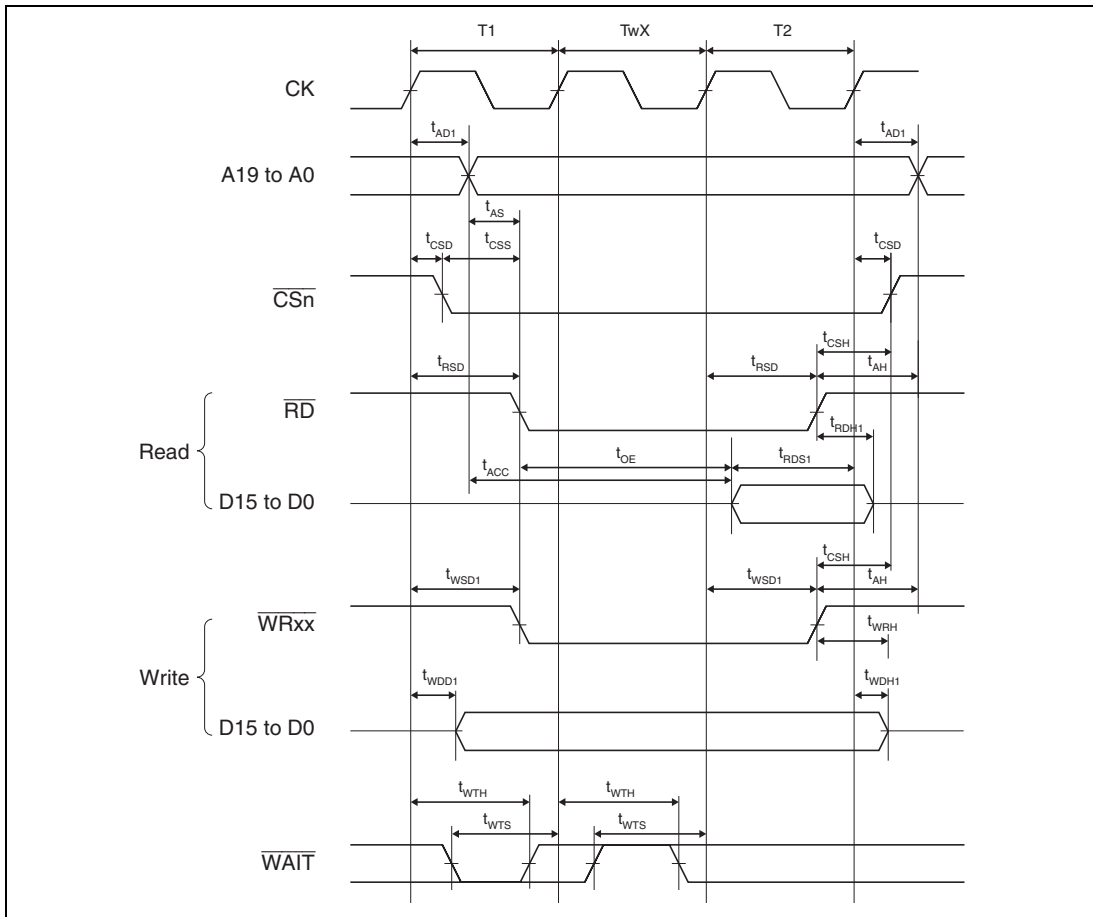 T1 TwX T2
CK
tAD1 tAD1
A19 to A0
tAS
tCSD tCSS tCSD
CSn
tCSH
tRSD tRSD tAH
RD
tRDH1
Read
tOE tRDS1
tACC
D15 to D0
tCSH
tWSD1 tWSD1 tAH
WRxx
tWRH
Write
tWDD1 tWDH1
D15 to D0
tWTH tWTH
tWTS tWTS
WAIT